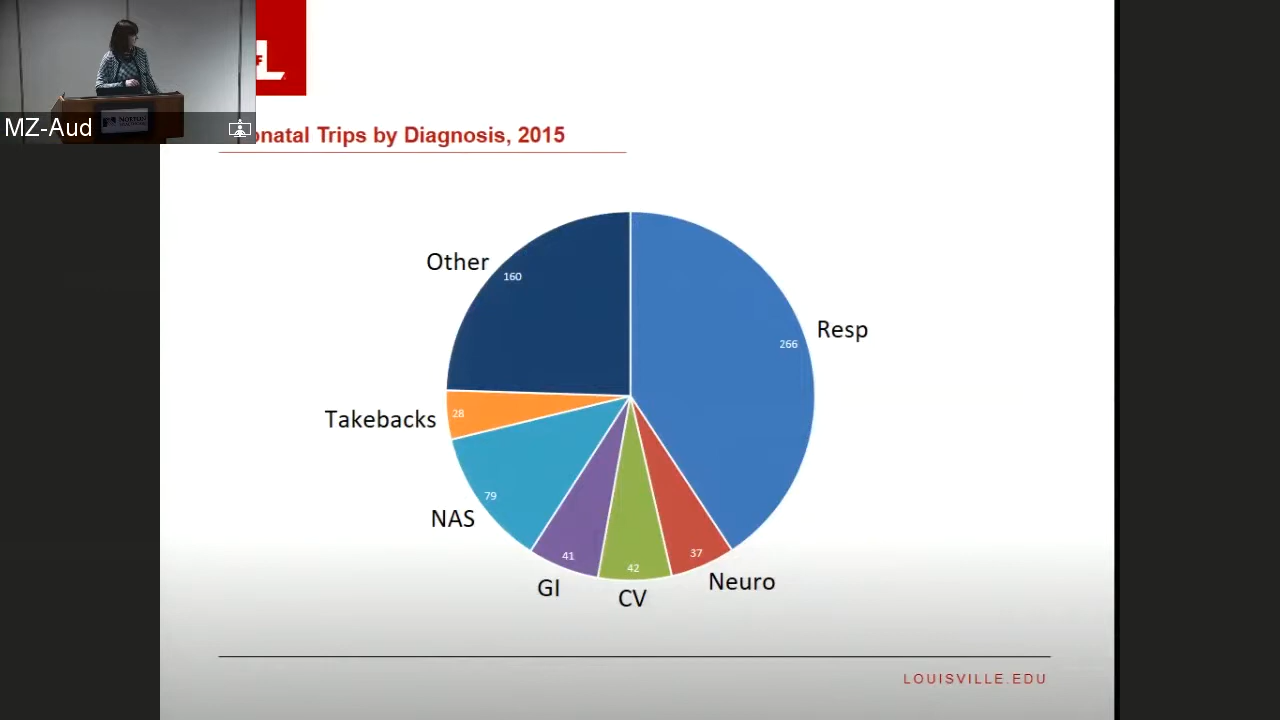 MZ-Aud
onatal Trips by Diagnosis, 2015
Other
160
Resp
266
Takebacks
28
NAS
79
GI
41
CV
42
Neuro
37
LOUISVILLE.EDU